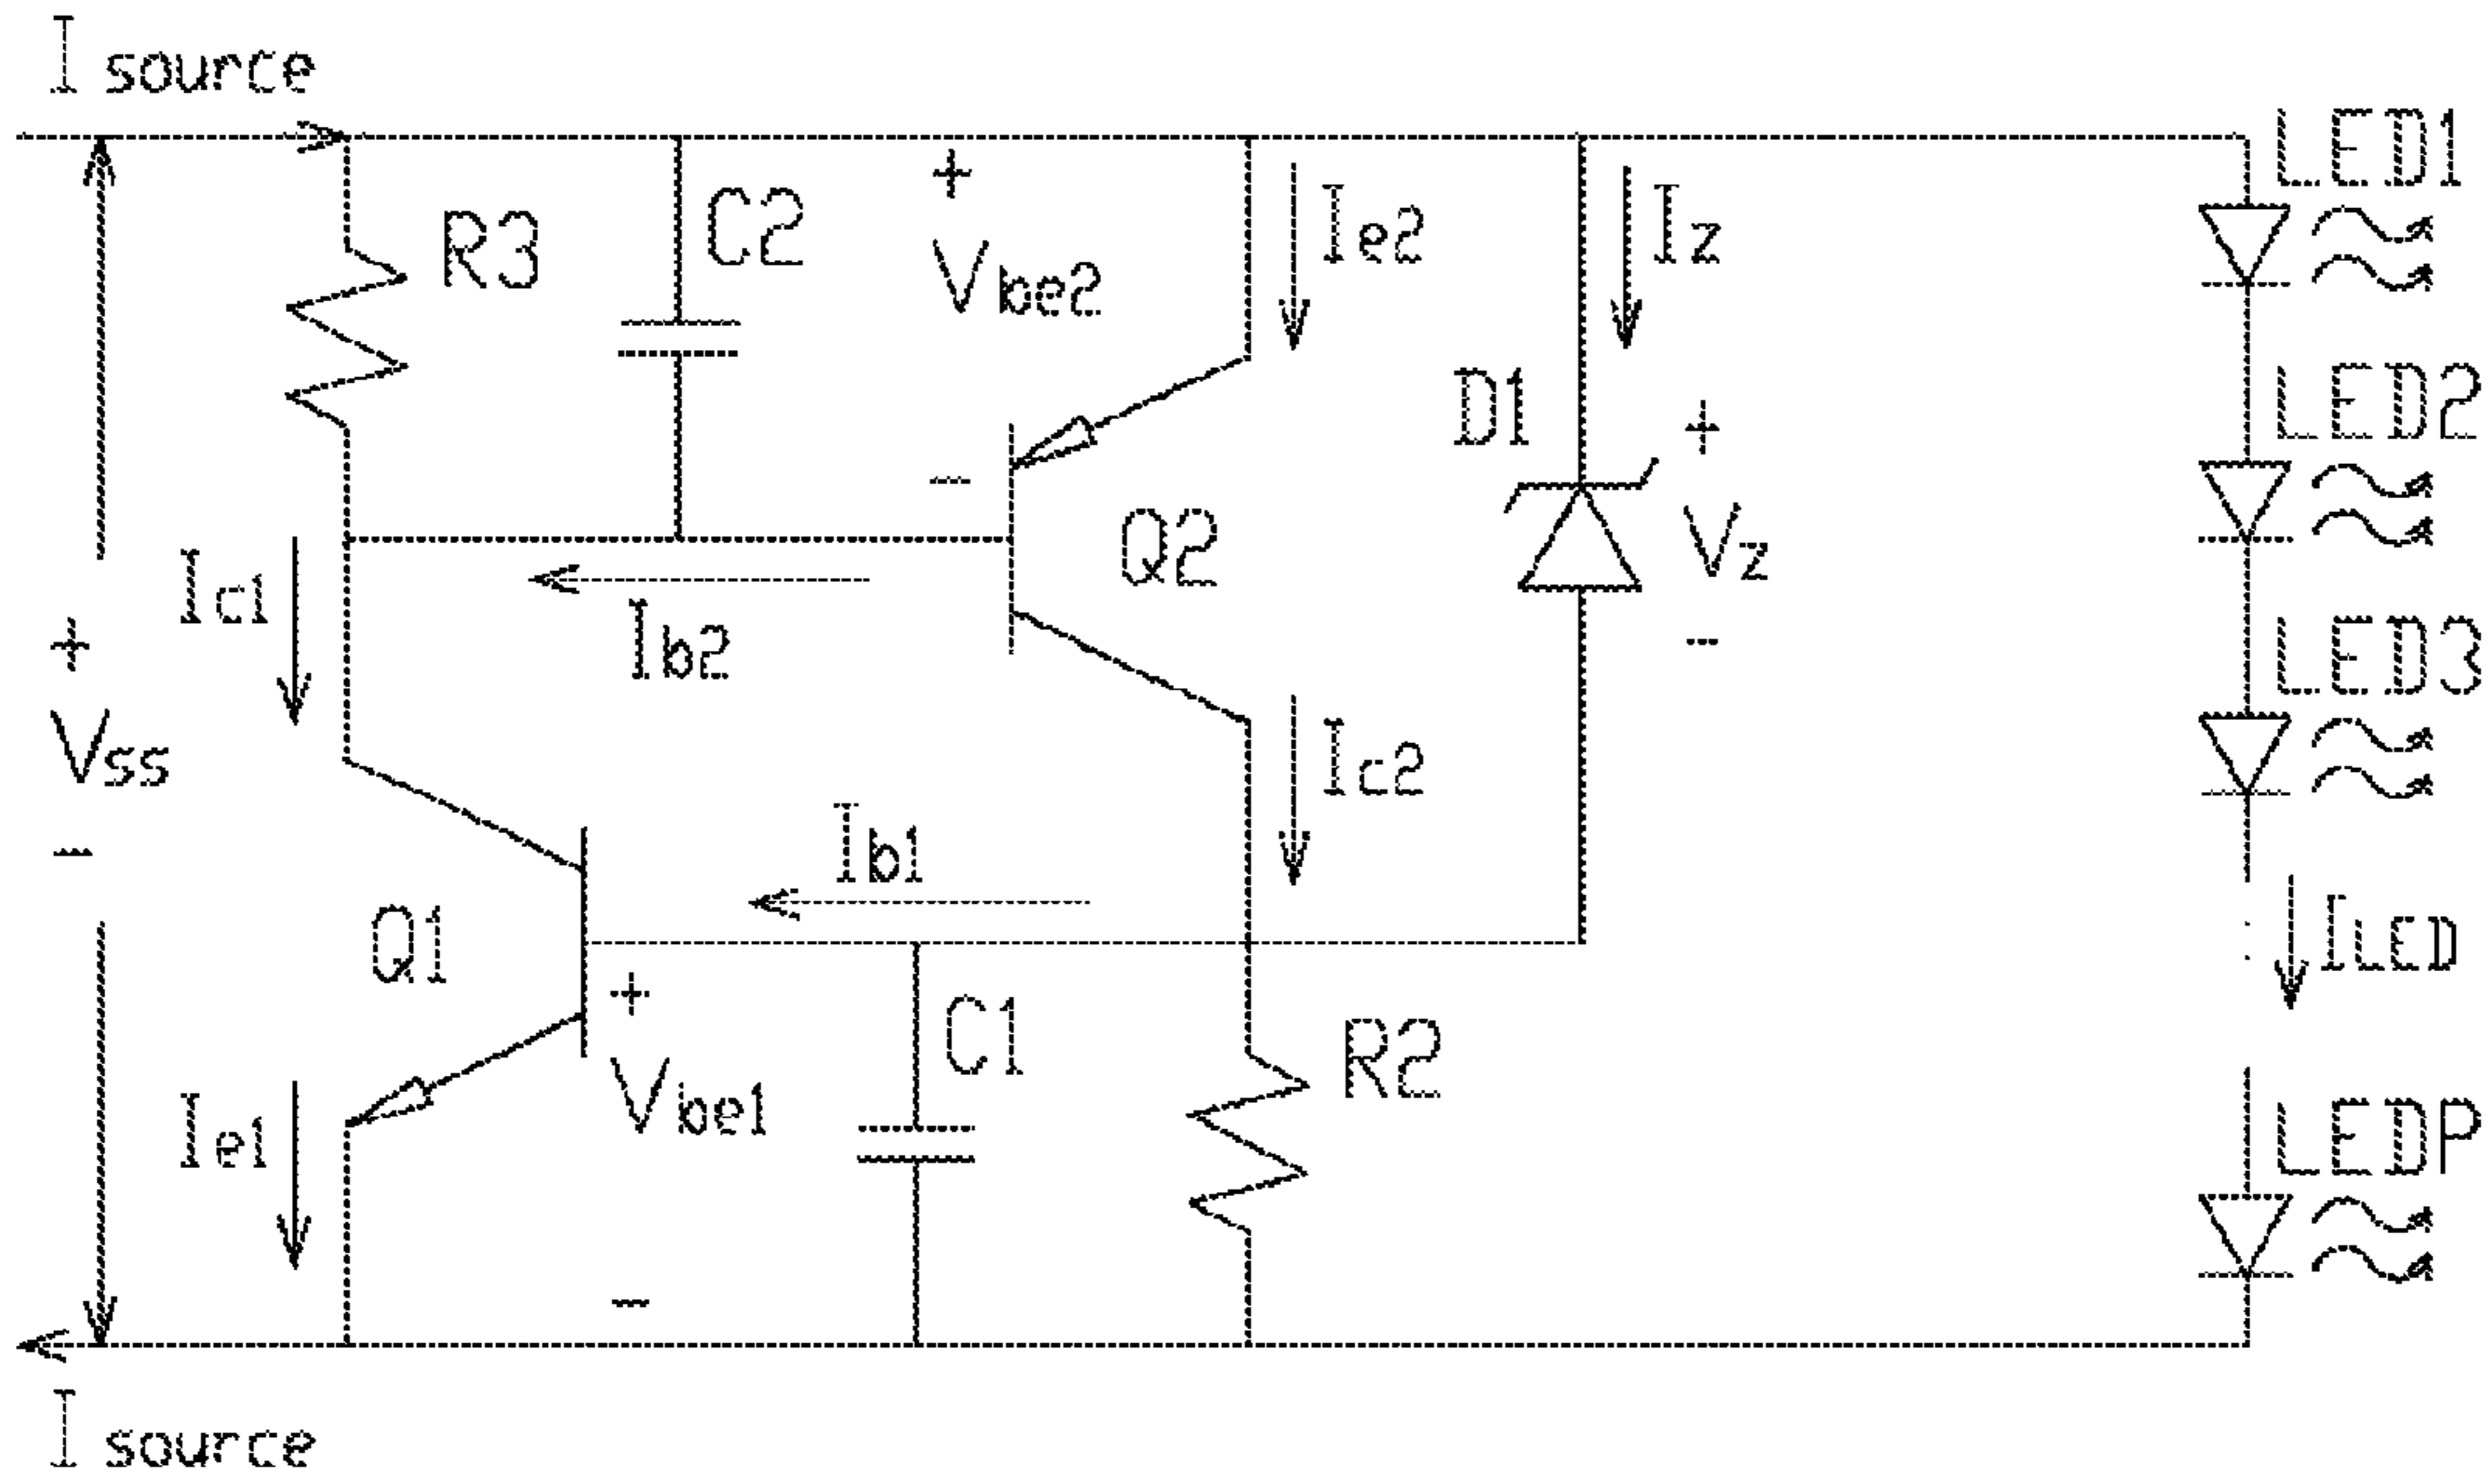 I source
LED1
R3
C2
+
Vbe2
-
Ie2
Iz
D1
+
Vz
-
LED2
Q2
Ic1
Ib2
LED3
+
Vss
-
Ic2
Ib1
Q1
ILED
+
Vbe1
-
C1
R2
Ie1
LEDP
I source